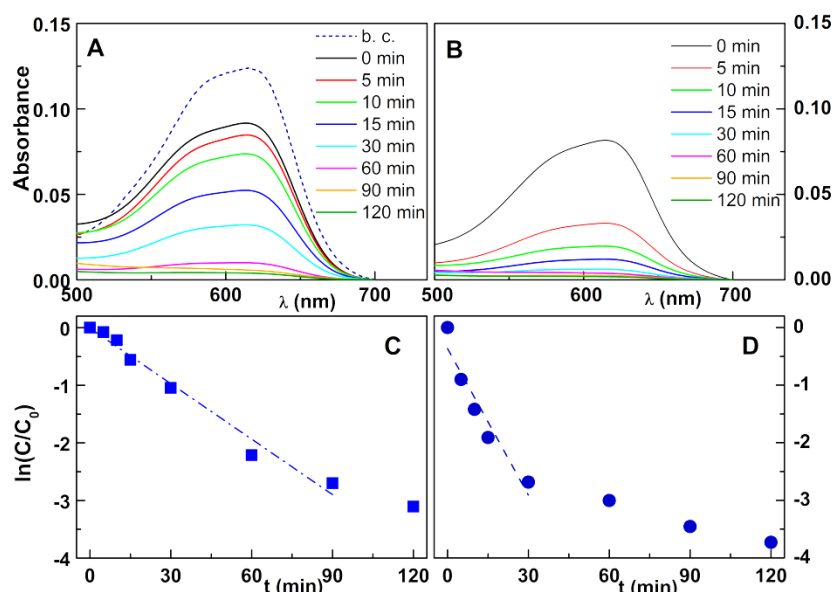 A
b. c.
0 min
5 min
10 min
15 min
30 min
60 min
90 min
120 min
Absorbance
0.15
0.10
0.05
0.00
500
600
700
λ (nm)
B
0 min
5 min
10 min
15 min
30 min
60 min
90 min
120 min
0.15
0.10
0.05
0.00
500
600
700
λ (nm)
C
ln(C/C₀)
0
-1
-2
-3
-4
0
30
60
90
120
t (min)
D
0
-1
-2
-3
-4
0
30
60
90
120
t (min)